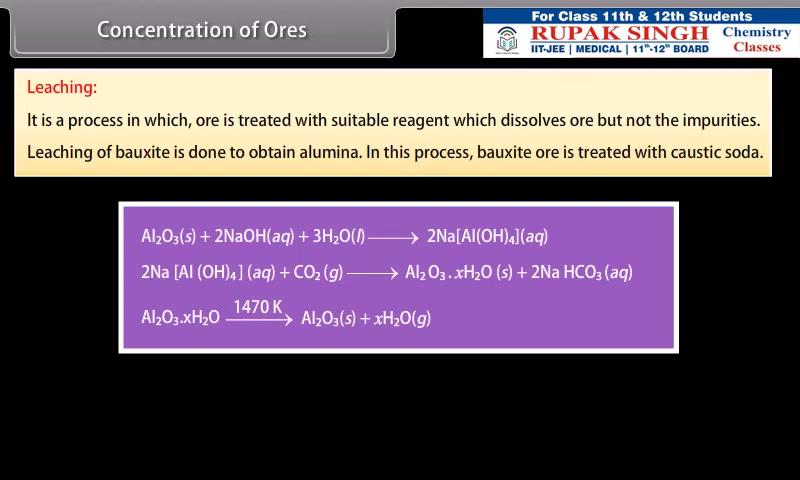 Concentration of Ores
For Class 11th & 12th Students
RUPAK SINGH
IIT-JEE | MEDICAL | 11ᵗʰ-12ᵗʰ BOARD
Chemistry
Classes
Leaching:
It is a process in which, ore is treated with suitable reagent which dissolves ore but not the impurities.
Leaching of bauxite is done to obtain alumina. In this process, bauxite ore is treated with caustic soda.
Al₂O₃(s) + 2NaOH(aq) + 3H₂O(l) ⟶ 2Na[Al(OH)₄](aq)
2Na [Al (OH)₄] (aq) + CO₂ (g) ⟶ Al₂ O₃ . xH₂O (s) + 2Na HCO₃ (aq)
Al₂O₃.xH₂O 1470 K ⟶ Al₂O₃(s) + xH₂O(g)